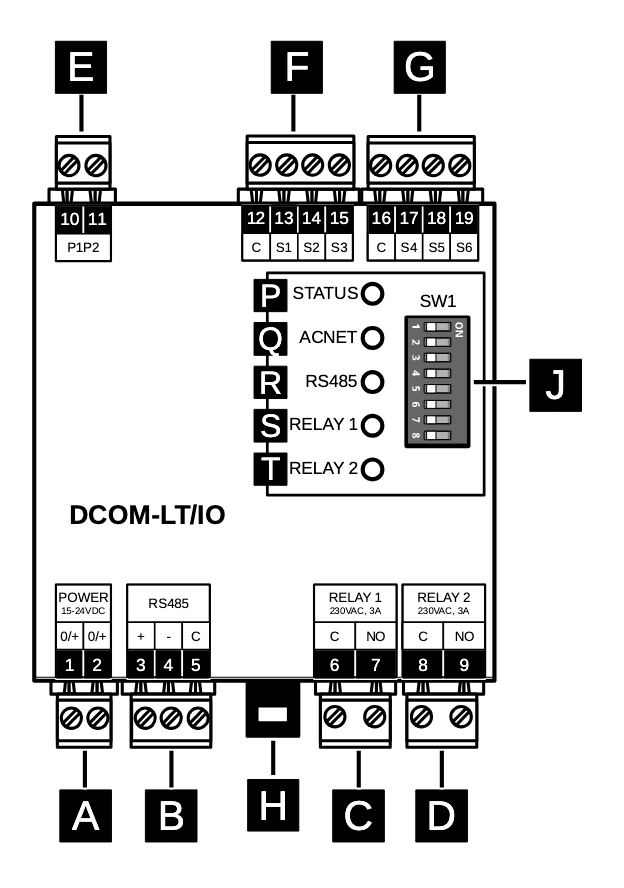 E F G
10 11 12 13 14 15 16 17 18 19
P1P2 C S1 S2 S3 C S4 S5 S6
P STATUS SW1
Q ACNET
R RS485
S RELAY 1
T RELAY 2
ON
1
2
3
4
5
6
7
8
J
DCOM-LT/IO
POWER RS485 RELAY 1 RELAY 2
15-24VDC 230VAC, 3A 230VAC, 3A
0/+ 0/+ + - C C NO C NO
1 2 3 4 5 6 7 8 9
A B H C D